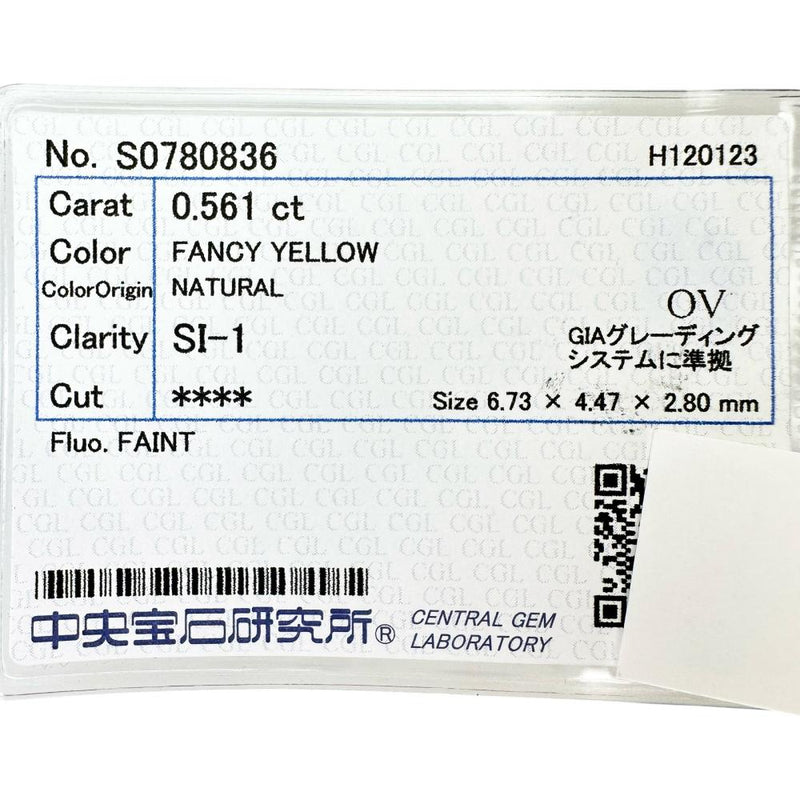 No. S0780836 H120123
Carat 0.561 ct
Color FANCY YELLOW
ColorOrigin NATURAL
OV
Clarity SI-1
GIAグレーディング
システムに準拠
Cut ****
Size 6.73 × 4.47 × 2.80 mm
Fluo. FAINT
中央宝石研究所® CENTRAL GEM
LABORATORY